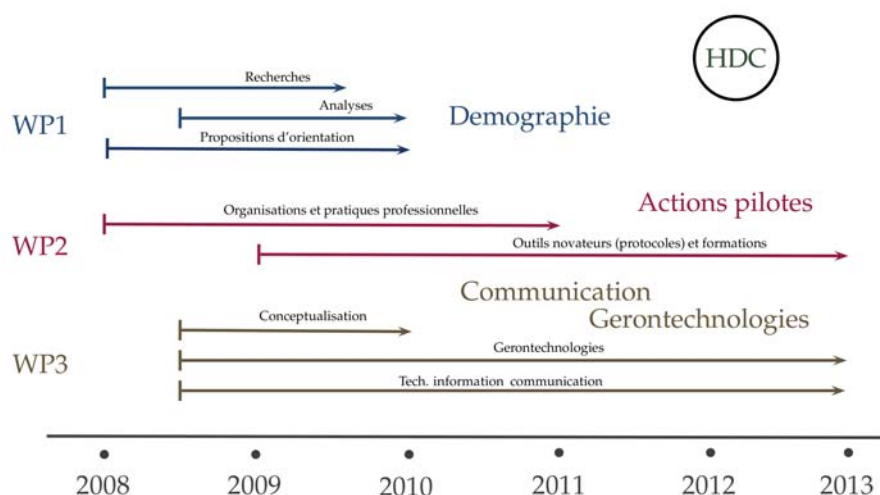 HDC
Recherches
Analyses
WP1
Demographie
Propositions d'orientation
Actions pilotes
Organisations et pratiques professionnelles
WP2
Outils novateurs (protocoles) et formations
Communication
Conceptualisation
Gerontechnologies
Gerontechnologies
WP3
Tech. information communication
2008 2009 2010 2011 2012 2013